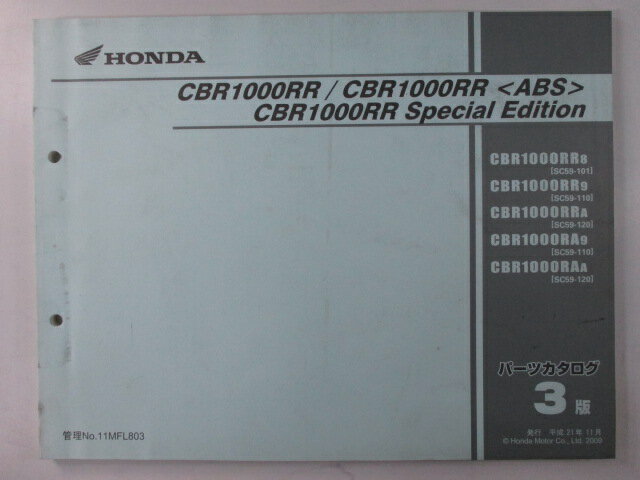 HONDA
CBR1000RR / CBR1000RR <ABS>
CBR1000RR Special Edition
CBR1000RR8
[SC59-101]
CBR1000RR9
[SC59-110]
CBR1000RRA
[SC59-120]
CBR1000RA9
[SC59-110]
CBR1000RAA
[SC59-120]
パーツカタログ
3版
管理No.11MFL803
発行 平成21年11月
© Honda Motor Co., Ltd. 2009